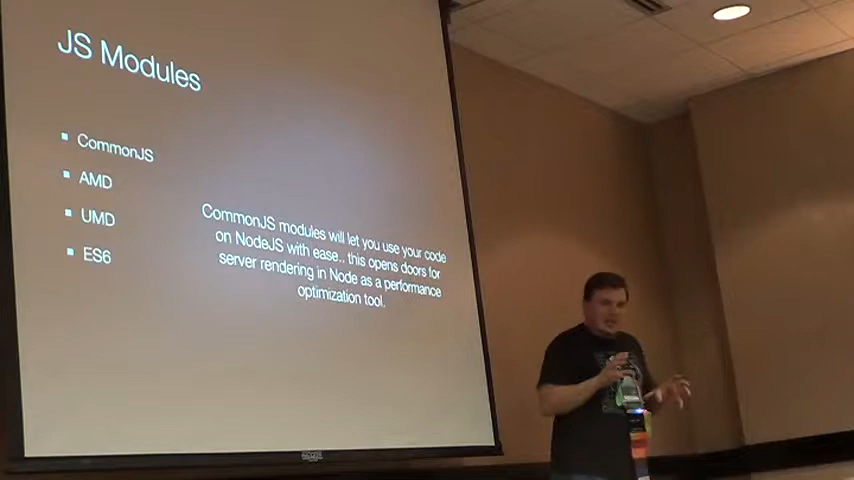 JS Modules
CommonJS
AMD
UMD
ES6
CommonJS modules will let you use your code
on NodeJS with ease.. this opens doors for
server rendering in Node as a performance
optimization tool.